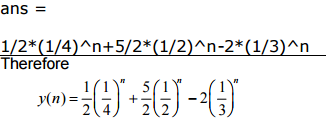 ans =
1/2*(1/4)^n+5/2*(1/2)^n-2*(1/3)^n
Therefore
y(n) = 1/2 (1/4)^n + 5/2 (1/2)^n - 2 (1/3)^n